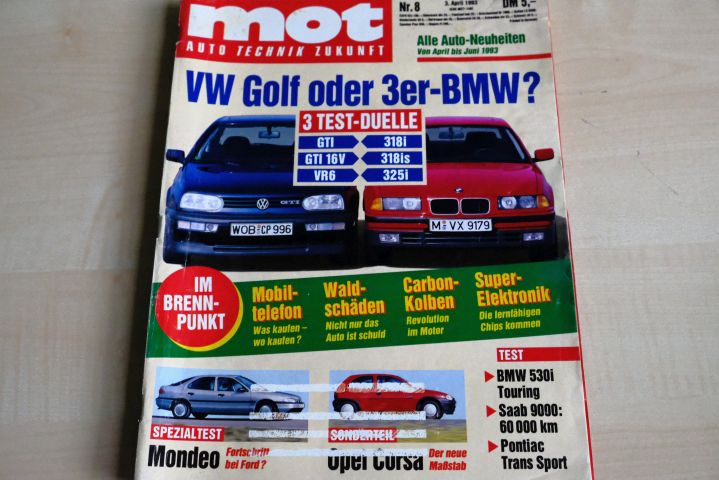 mot
AUTO TECHNIK ZUKUNFT
Nr. 8
3. April 1993
DM 5,–
Alle Auto-Neuheiten
Von April bis Juni 1993
VW Golf oder 3er-BMW?
3 TEST-DUELLE
GTI 318i
GTI 16V 318is
VR6 325i
GTI
WOB CP 996
M VX 9179
IM
BRENN-
PUNKT
Mobil-
telefon
Was kaufen –
wo kaufen?
Wald-
schäden
Nicht nur das
Auto ist schuld
Carbon-
Kolben
Revolution
im Motor
Super-
Elektronik
Die lernfähigen
Chips kommen
SPEZIALTEST
Mondeo
Fortschritt
bei Ford?
SONDERTEIL
Opel Corsa
Der neue
Maßstab
TEST
BMW 530i
Touring
Saab 9000:
60 000 km
Pontiac
Trans Sport